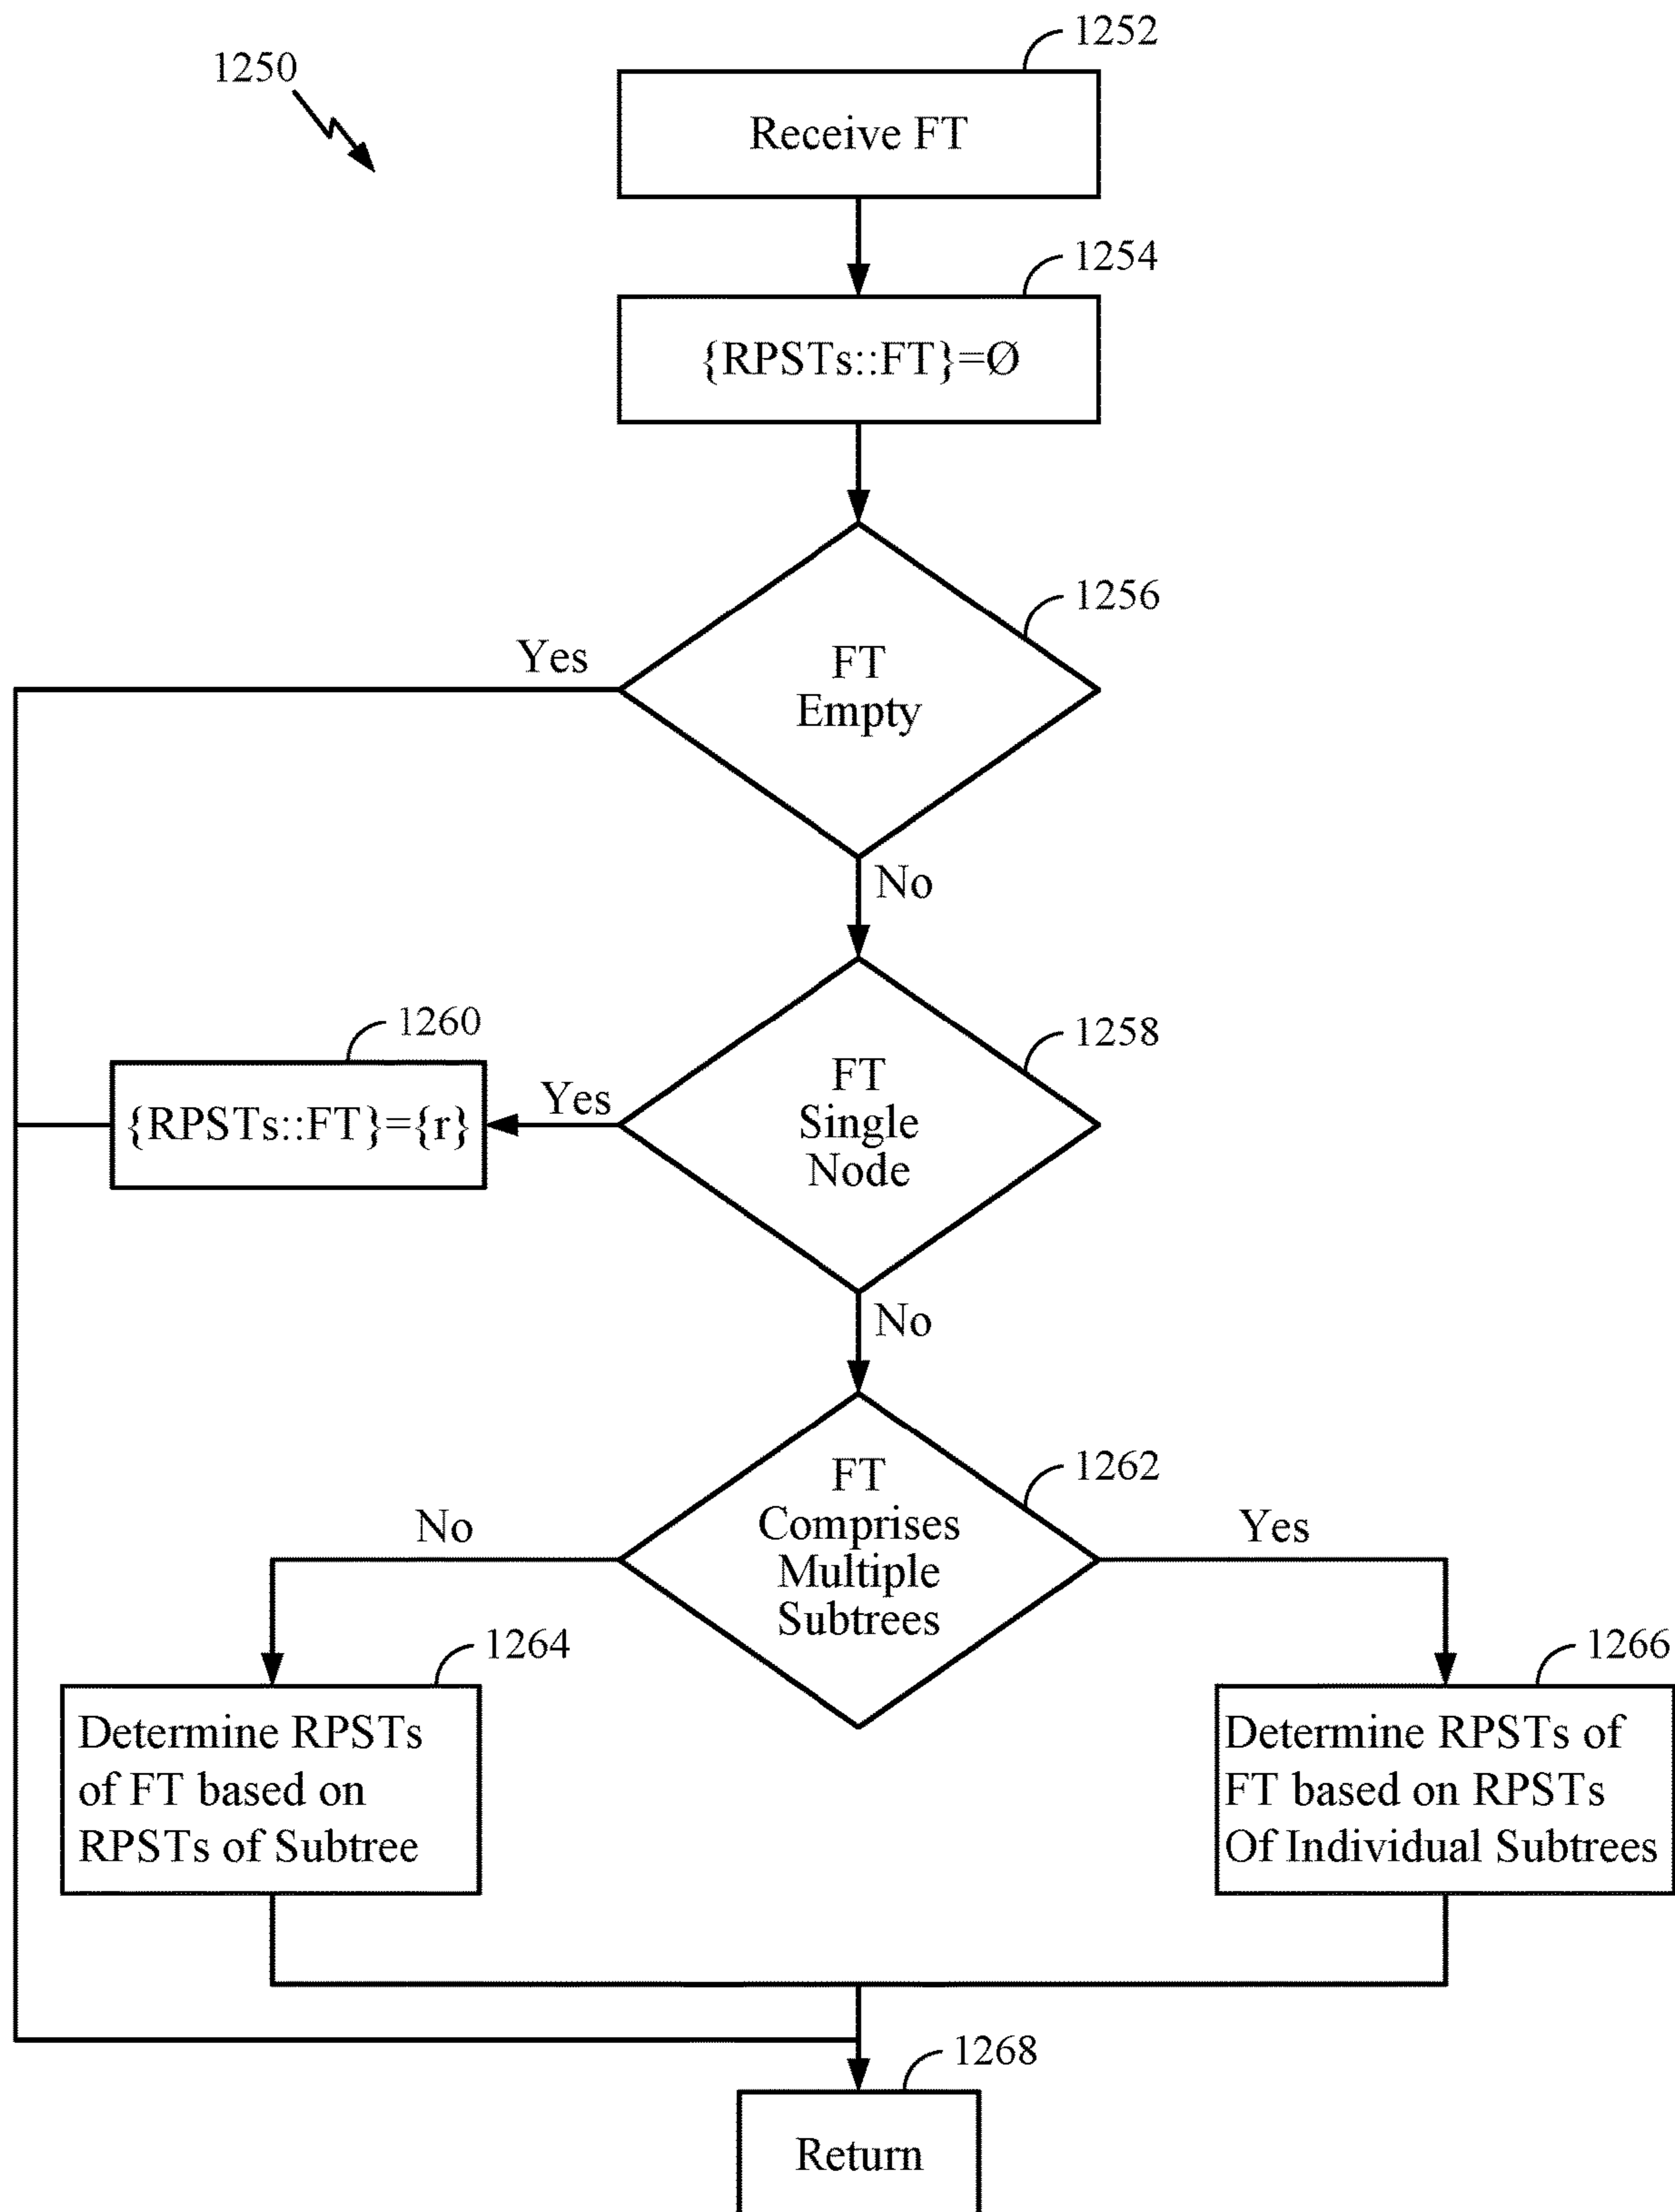 1250
1252
Receive FT
1254
{RPSTs::FT}=Ø
1256
FT
Empty
Yes
No
1258
FT
Single
Node
Yes
1260
{RPSTs::FT}={r}
No
1262
FT
Comprises
Multiple
Subtrees
No
Yes
1264
Determine RPSTs
of FT based on
RPSTs of Subtree
1266
Determine RPSTs of
FT based on RPSTs
Of Individual Subtrees
1268
Return